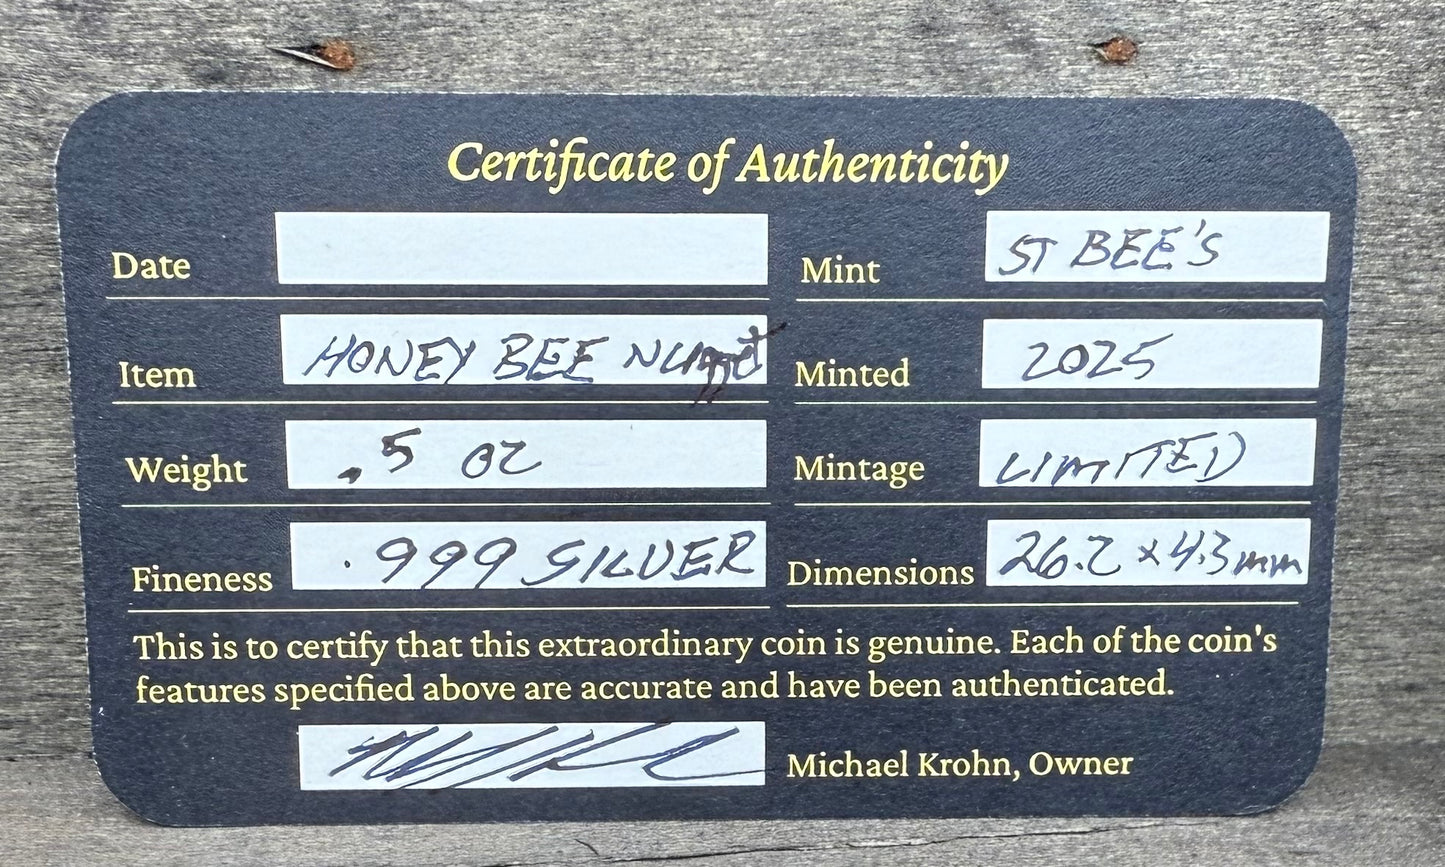 Certificate of Authenticity
Date
Mint ST BEE'S
Item HONEY BEE Nugget
Minted 2025
Weight .5 OZ
Mintage LIMITED
Fineness .999 SILVER
Dimensions 26.2 x 4.3mm
This is to certify that this extraordinary coin is genuine. Each of the coin's
features specified above are accurate and have been authenticated.
Michael Krohn, Owner